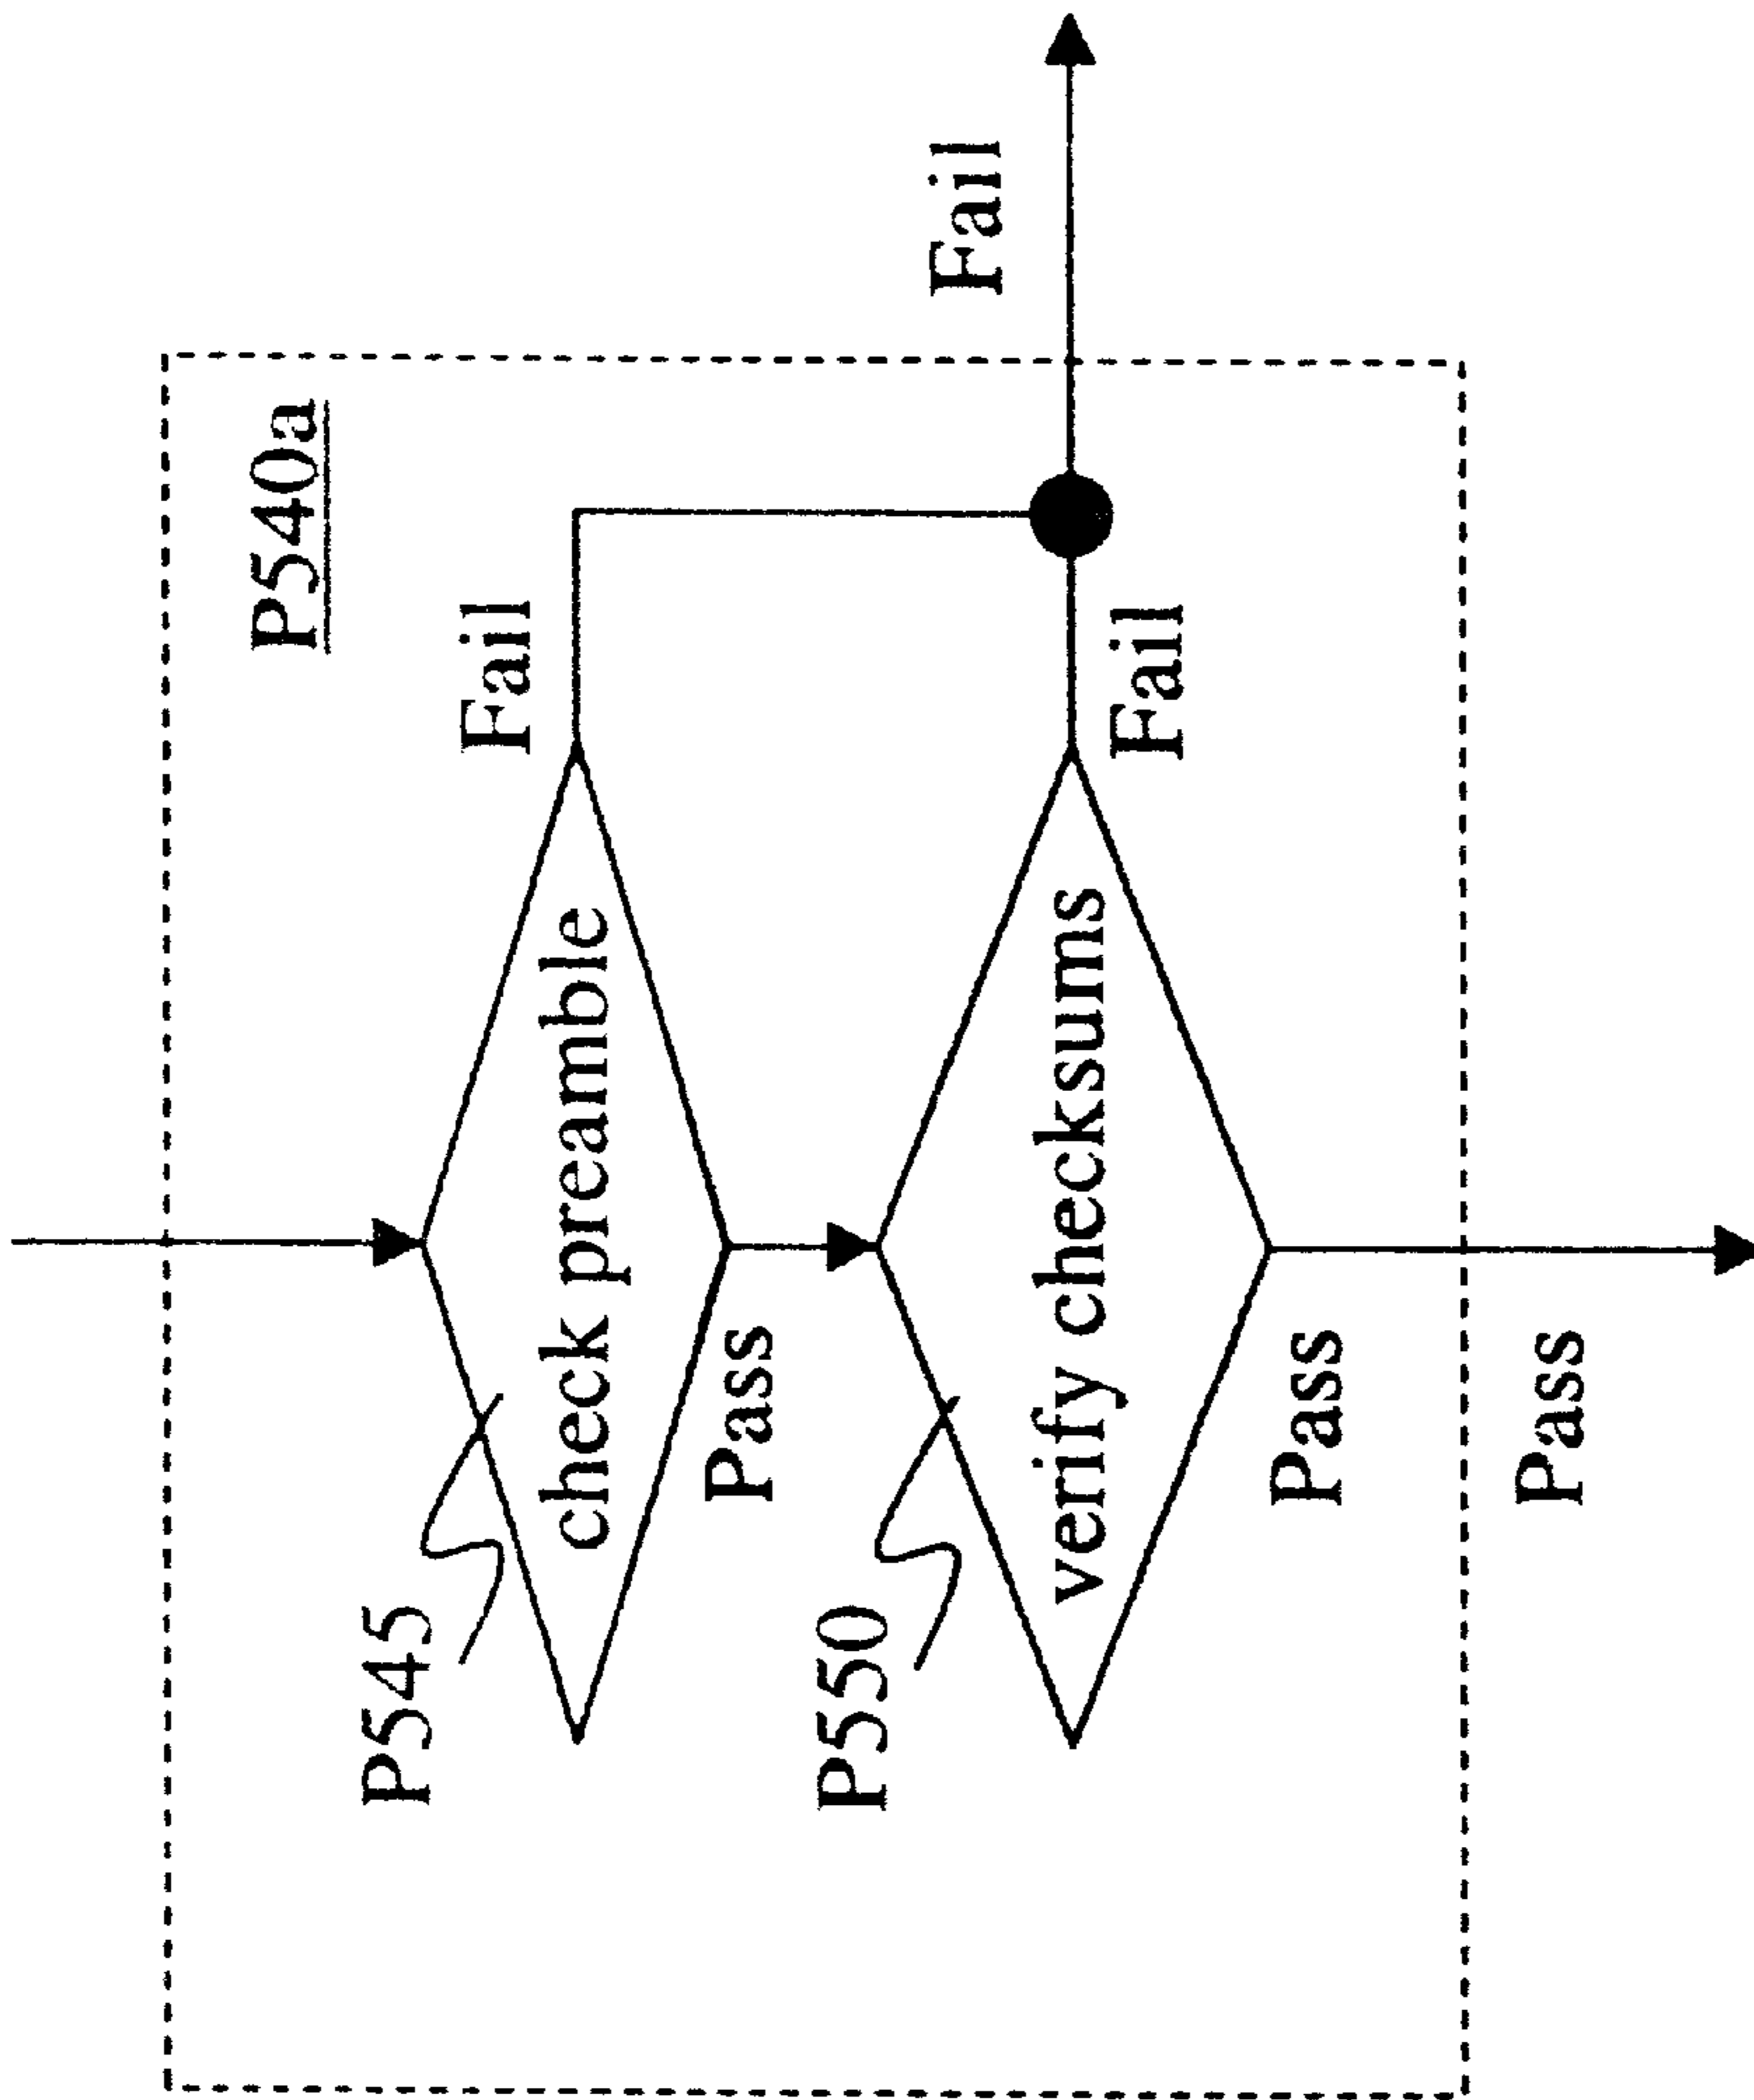 P540a
P545
check preamble
Fail
Pass
P550
verify checksums
Fail
Fail
Pass
Pass